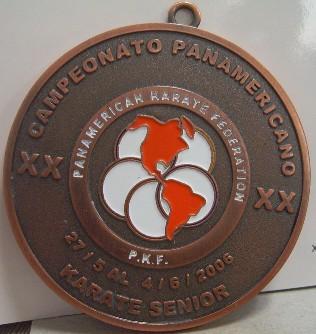 CAMPEONATO PANAMERICANO
XX XX
PANAMERICAN KARATE FEDERATION
P.K.F.
27/5 AL 4/6/2006
KARATE SENIOR